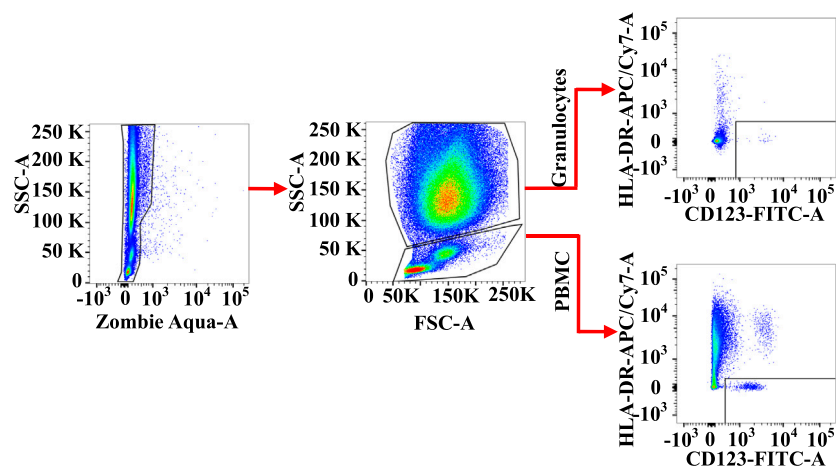 250 K
200 K
150 K
100 K
50 K
0
SSC-A
-10³ 0 10³ 10⁴ 10⁵
Zombie Aqua-A
250 K
200 K
150 K
100 K
50 K
0
SSC-A
0 50K 150K 250K
FSC-A
Granulocytes
PBMC
HLA-DR-APC/Cy7-A
10⁵
10⁴
10³
0
-10³
-10³ 0 10³ 10⁴ 10⁵
CD123-FITC-A
HLA-DR-APC/Cy7-A
10⁵
10⁴
10³
0
-10³
-10³ 0 10³ 10⁴ 10⁵
CD123-FITC-A